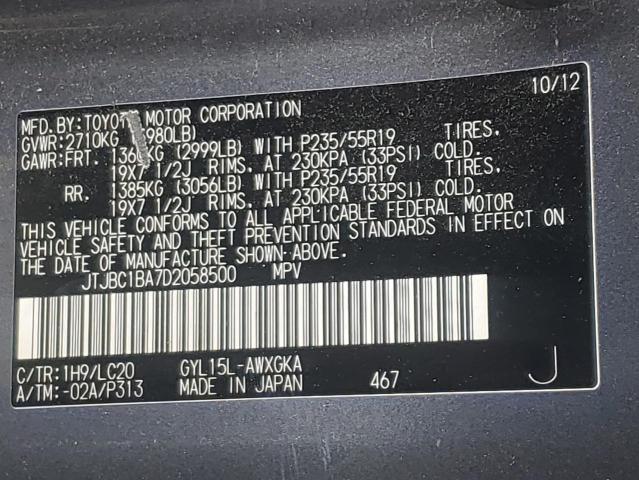 10/12
MFD.BY:TOYOTA MOTOR CORPORATION
GVWR:2710KG 5980LB)
GAWR:FRT. 1360KG (2999LB) WITH P235/55R19 TIRES,
19X7 1/2J RIMS, AT 230KPA (33PSI) COLD.
RR. 1385KG (3056LB) WITH P235/55R19 TIRES,
19X7 1/2J RIMS, AT 230KPA (33PSI) COLD.
THIS VEHICLE CONFORMS TO ALL APPLICABLE FEDERAL MOTOR
VEHICLE SAFETY AND THEFT PREVENTION STANDARDS IN EFFECT ON
THE DATE OF MANUFACTURE SHOWN ABOVE.
JTJBC1BA7D2058500 MPV
C/TR:1H9/LC20 GYL15L-AWXGKA
A/TM:-02A/P313 MADE IN JAPAN 467 J